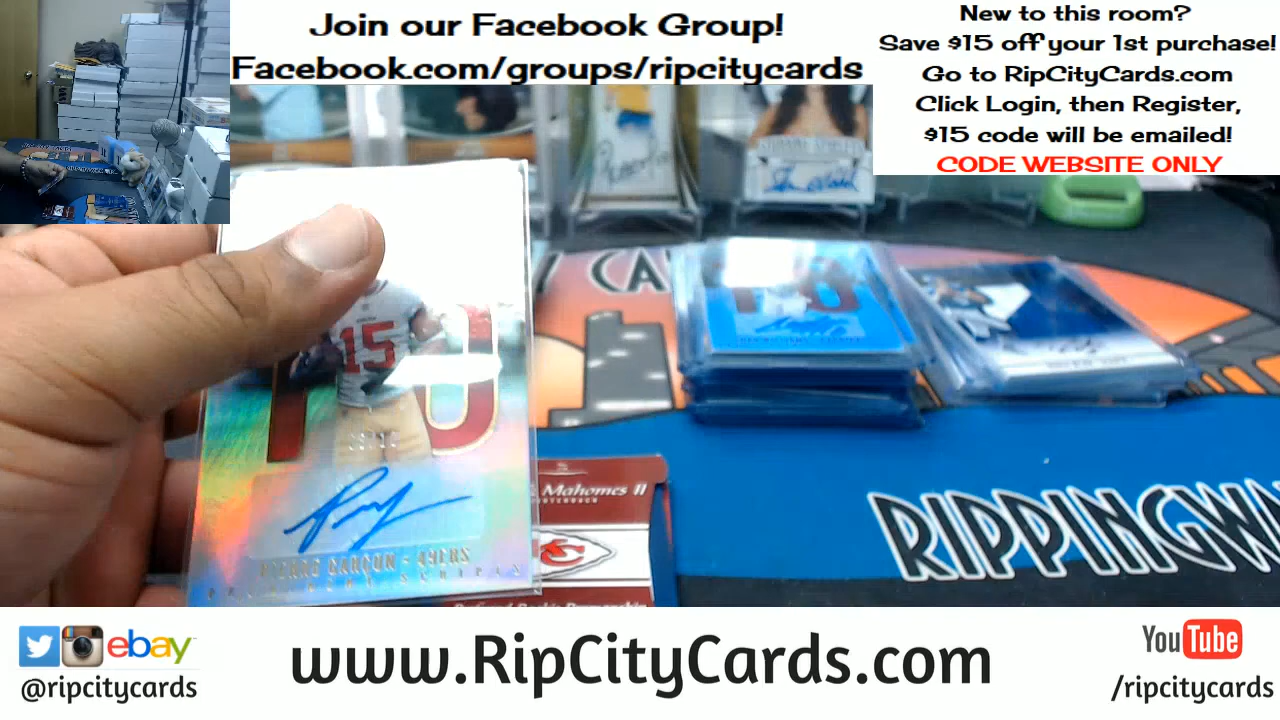 Join our Facebook Group!
Facebook.com/groups/ripcitycards
New to this room?
Save $15 off your 1st purchase!
Go to RipCityCards.com
Click Login, then Register,
$15 code will be emailed!
CODE WEBSITE ONLY
CA
15
Mahomes II
PIERRE GARCON - 49ERS
RIPPINGW
ebay
@ripcitycards
www.RipCityCards.com
YouTube
/ripcitycards